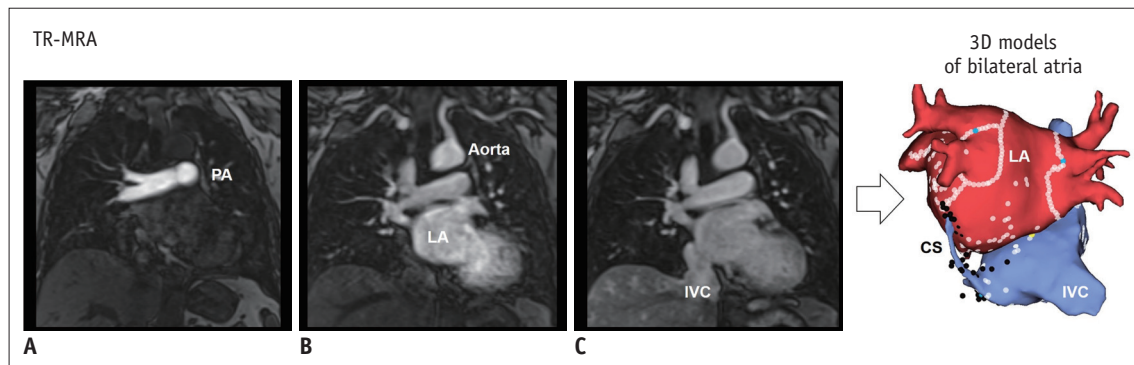 TR-MRA
3D models
of bilateral atria
PA
Aorta
LA
IVC
LA
CS
IVC
A
B
C